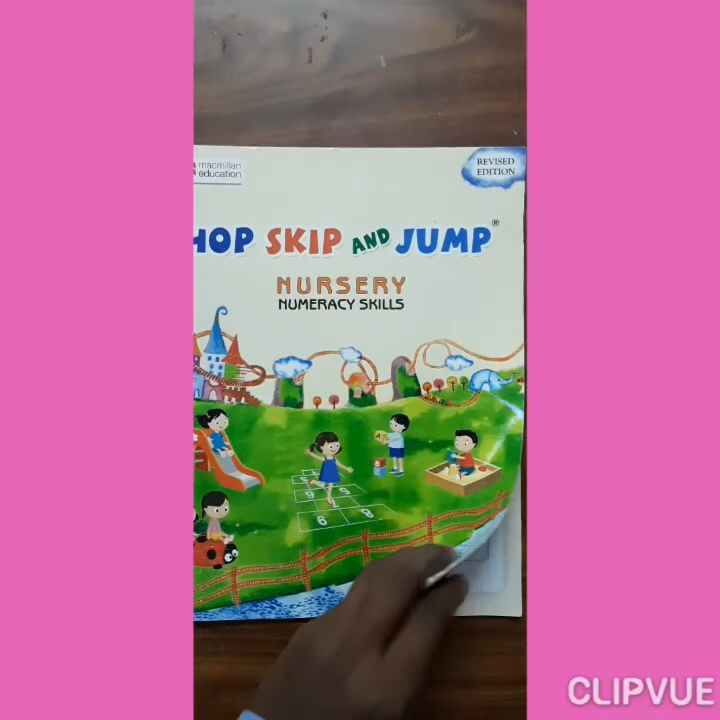 macmillan
education
REVISED
EDITION
HOP SKIP AND JUMP®
NURSERY
NUMERACY SKILLS
CLIPVUE